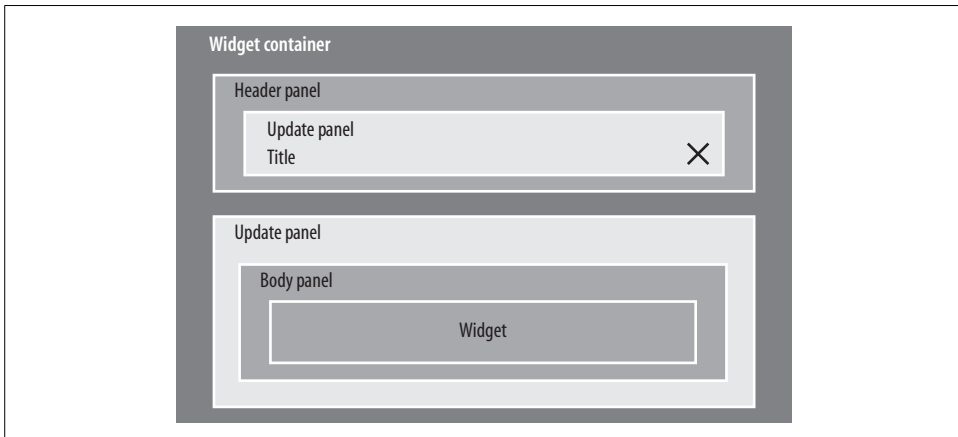 Widget container
Header panel
Update panel
Title
Update panel
Body panel
Widget